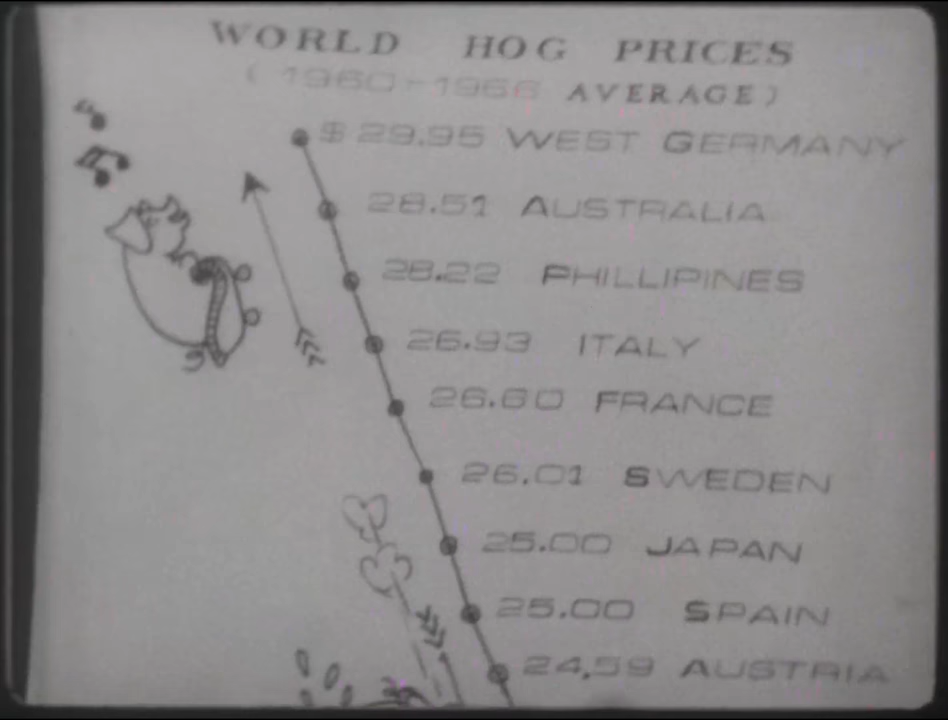 WORLD HOG PRICES
(1960-1966 AVERAGE)
$29.95 WEST GERMANY
28.51 AUSTRALIA
28.22 PHILLIPINES
26.93 ITALY
26.60 FRANCE
26.01 SWEDEN
25.00 JAPAN
25.00 SPAIN
24.59 AUSTRIA